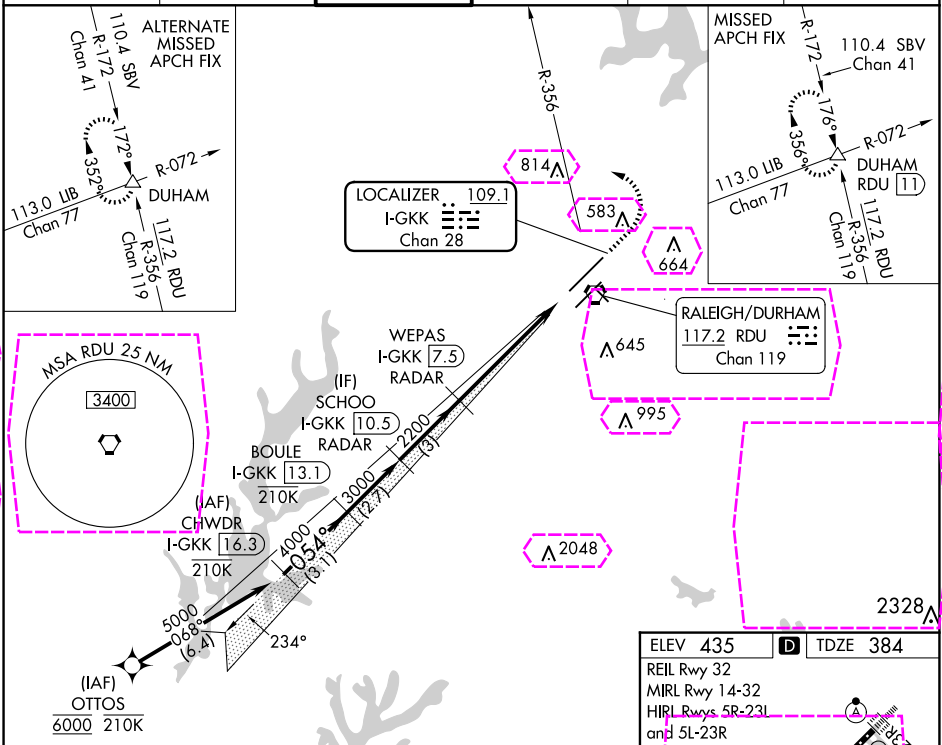 ALTERNATE
MISSED
APCH FIX
110.4 SBV
R-172
Chan 41
172°
352°
R-072
DUHAM
113.0 LIB
Chan 77
117.2 RDU
R-356
Chan 119
R-356
814
583
664
LOCALIZER 109.1
I-GKK
Chan 28
MISSED
APCH FIX
110.4 SBV
Chan 41
R-172
176°
356°
R-072
DUHAM
RDU 11
113.0 LIB
Chan 77
117.2 RDU
R-356
Chan 119
RALEIGH/DURHAM
117.2 RDU
Chan 119
645
995
MSA RDU 25 NM
3400
WEPAS
I-GKK 7.5
RADAR
(IF)
SCHOO
I-GKK 10.5
RADAR
BOULE
I-GKK 13.1
210K
(IAF)
CHWDR
I-GKK 16.3
210K
2200
(3)
3000
(2.7)
4000
054°
(3.1)
5000
068°
(6.4)
234°
(IAF)
OTTOS
6000 210K
2048
2328
ELEV 435 D TDZE 384
REIL Rwy 32
MIRL Rwy 14-32
HIRL Rwys 5R-23L
and 5L-23R
A